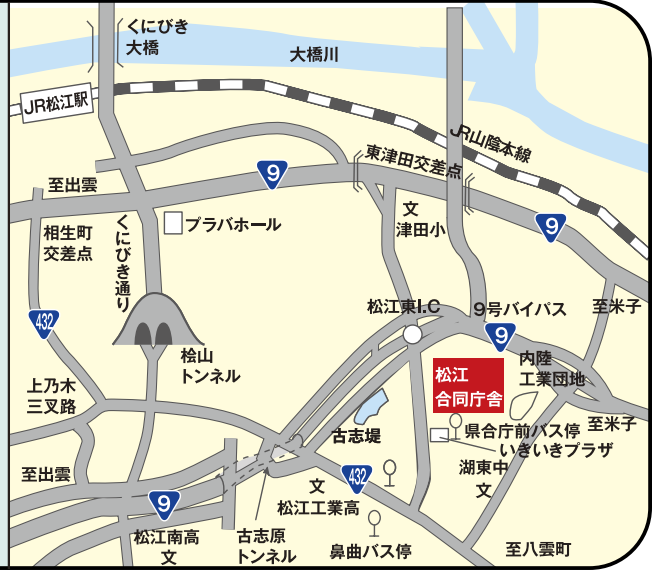 くにびき
大橋
大橋川
JR松江駅
JR山陰本線
東津田交差点
至出雲
9
文
津田小
プラバホール
相生町
交差点
くにびき通り
9
432
松江東I.C
9号バイパス
至米子
9
桧山
トンネル
松江
合同庁舎
内陸
工業団地
上乃木
三叉路
至米子
古志堤
県合庁前バス停
いきいきプラザ
湖東中
文
至出雲
432
文
松江工業高
9
松江南高
文
古志原
トンネル
鼻曲バス停
至八雲町